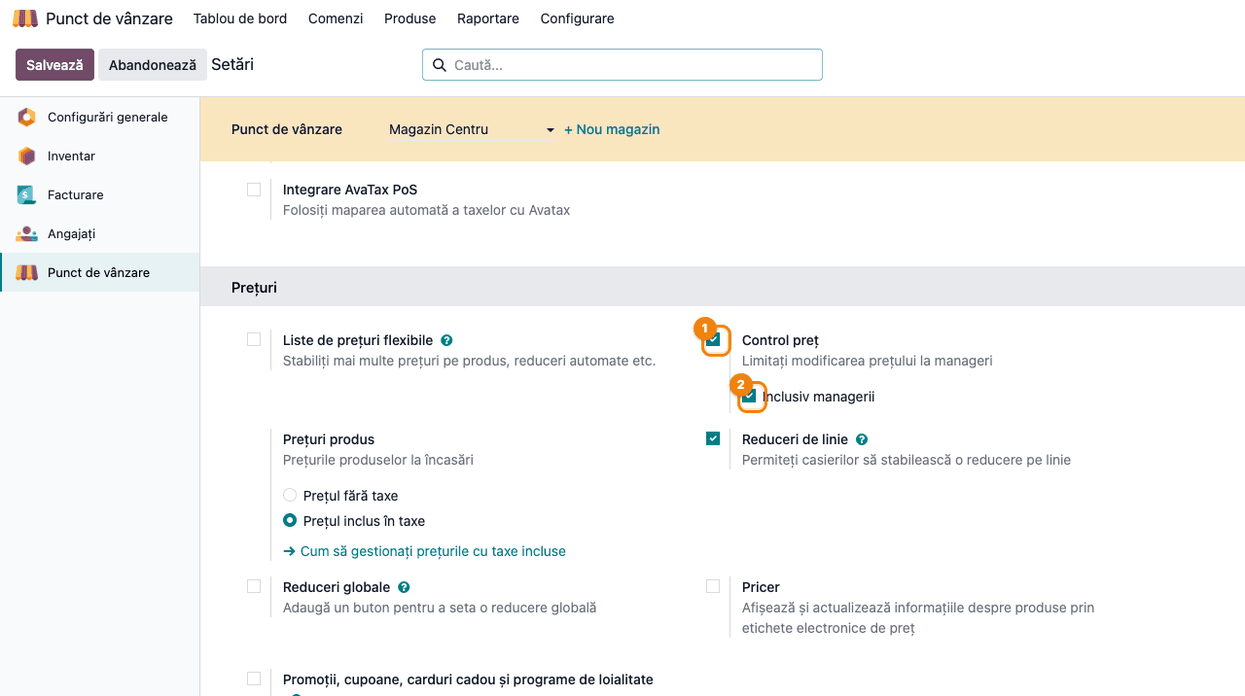 Punct de vânzare Tablou de bord Comenzi Produse Raportare Configurare
Salvează Abandonează Setări Caută...
Configurări generale
Inventar
Facturare
Angajați
Punct de vânzare
Punct de vânzare Magazin Centru + Nou magazin
Integrare AvaTax PoS
Folosiți maparea automată a taxelor cu Avatax
Prețuri
Liste de prețuri flexibile ?
Stabiliți mai multe prețuri pe produs, reduceri automate etc.
1 Control preț
Limitați modificarea prețului la manageri
2 Inclusiv managerii
Prețuri produs
Prețurile produselor la încasări
Prețul fără taxe
Prețul inclus în taxe
→ Cum să gestionați prețurile cu taxe incluse
Reduceri de linie ?
Permiteți casierilor să stabilească o reducere pe linie
Reduceri globale ?
Adaugă un buton pentru a seta o reducere globală
Pricer
Afișează și actualizează informațiile despre produse prin
etichete electronice de preț
Promoții, cupoane, carduri cadou și programe de loialitate